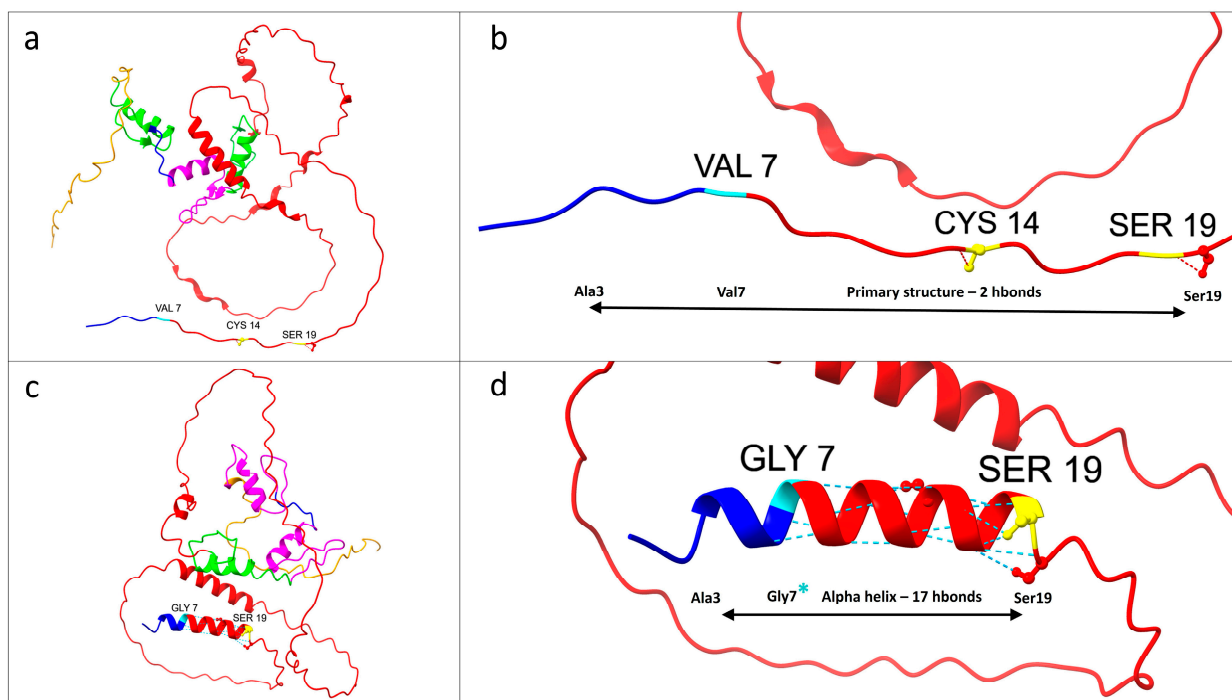 a
VAL 7
CYS 14
SER 19
b
VAL 7
CYS 14
SER 19
Ala3 Val7 Primary structure – 2 hbonds Ser19
c
GLY 7
SER 19
d
GLY 7
SER 19
Ala3 Gly7* Alpha helix – 17 hbonds Ser19